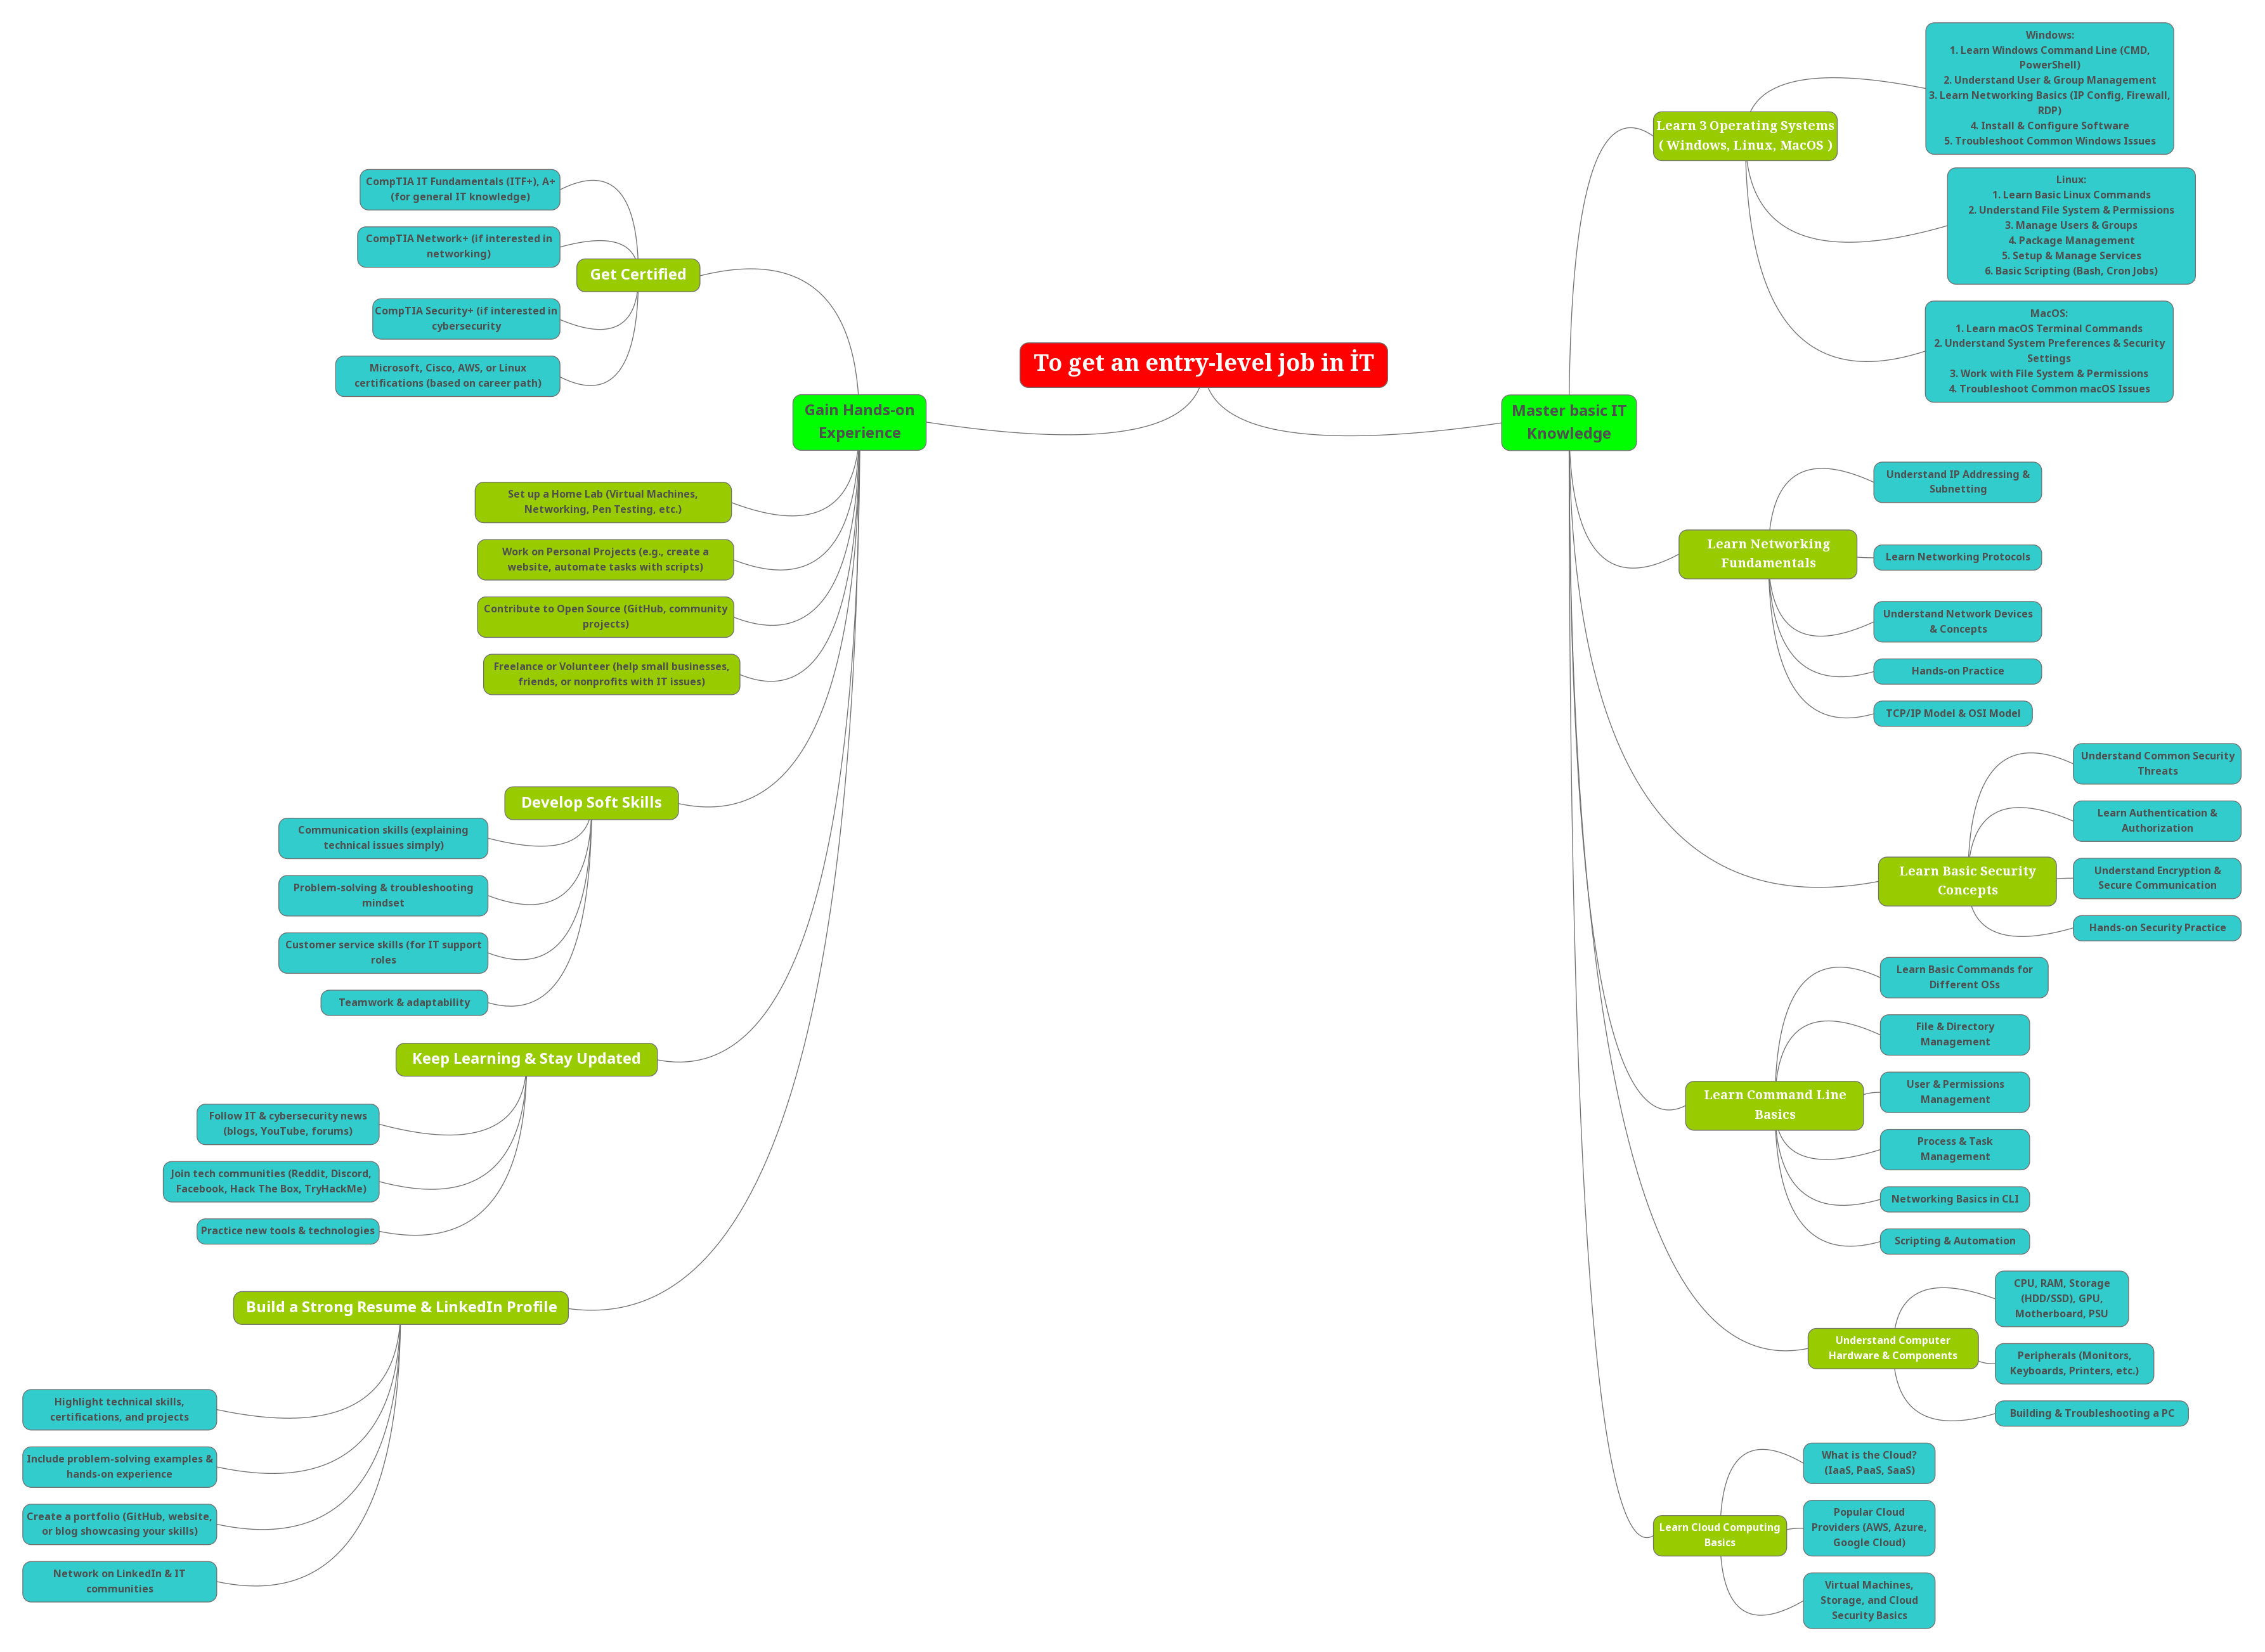 To get an entry-level job in İT
Gain Hands-on
Experience
Get Certified
CompTIA IT Fundamentals (ITF+), A+
(for general IT knowledge)
CompTIA Network+ (if interested in
networking)
CompTIA Security+ (if interested in
cybersecurity
Microsoft, Cisco, AWS, or Linux
certifications (based on career path)
Set up a Home Lab (Virtual Machines,
Networking, Pen Testing, etc.)
Work on Personal Projects (e.g., create a
website, automate tasks with scripts)
Contribute to Open Source (GitHub, community
projects)
Freelance or Volunteer (help small businesses,
friends, or nonprofits with IT issues)
Develop Soft Skills
Communication skills (explaining
technical issues simply)
Problem-solving & troubleshooting
mindset
Customer service skills (for IT support
roles
Teamwork & adaptability
Keep Learning & Stay Updated
Follow IT & cybersecurity news
(blogs, YouTube, forums)
Join tech communities (Reddit, Discord,
Facebook, Hack The Box, TryHackMe)
Practice new tools & technologies
Build a Strong Resume & LinkedIn Profile
Highlight technical skills,
certifications, and projects
Include problem-solving examples &
hands-on experience
Create a portfolio (GitHub, website,
or blog showcasing your skills)
Network on LinkedIn & IT
communities
Master basic IT
Knowledge
Learn 3 Operating Systems
( Windows, Linux, MacOS )
Windows:
1. Learn Windows Command Line (CMD,
PowerShell)
2. Understand User & Group Management
3. Learn Networking Basics (IP Config, Firewall,
RDP)
4. Install & Configure Software
5. Troubleshoot Common Windows Issues
Linux:
1. Learn Basic Linux Commands
2. Understand File System & Permissions
3. Manage Users & Groups
4. Package Management
5. Setup & Manage Services
6. Basic Scripting (Bash, Cron Jobs)
MacOS:
1. Learn macOS Terminal Commands
2. Understand System Preferences & Security
Settings
3. Work with File System & Permissions
4. Troubleshoot Common macOS Issues
Learn Networking
Fundamentals
Understand IP Addressing &
Subnetting
Learn Networking Protocols
Understand Network Devices
& Concepts
Hands-on Practice
TCP/IP Model & OSI Model
Learn Basic Security
Concepts
Understand Common Security
Threats
Learn Authentication &
Authorization
Understand Encryption &
Secure Communication
Hands-on Security Practice
Learn Command Line
Basics
Learn Basic Commands for
Different OSs
File & Directory
Management
User & Permissions
Management
Process & Task
Management
Networking Basics in CLI
Scripting & Automation
Understand Computer
Hardware & Components
CPU, RAM, Storage
(HDD/SSD), GPU,
Motherboard, PSU
Peripherals (Monitors,
Keyboards, Printers, etc.)
Building & Troubleshooting a PC
Learn Cloud Computing
Basics
What is the Cloud?
(IaaS, PaaS, SaaS)
Popular Cloud
Providers (AWS, Azure,
Google Cloud)
Virtual Machines,
Storage, and Cloud
Security Basics